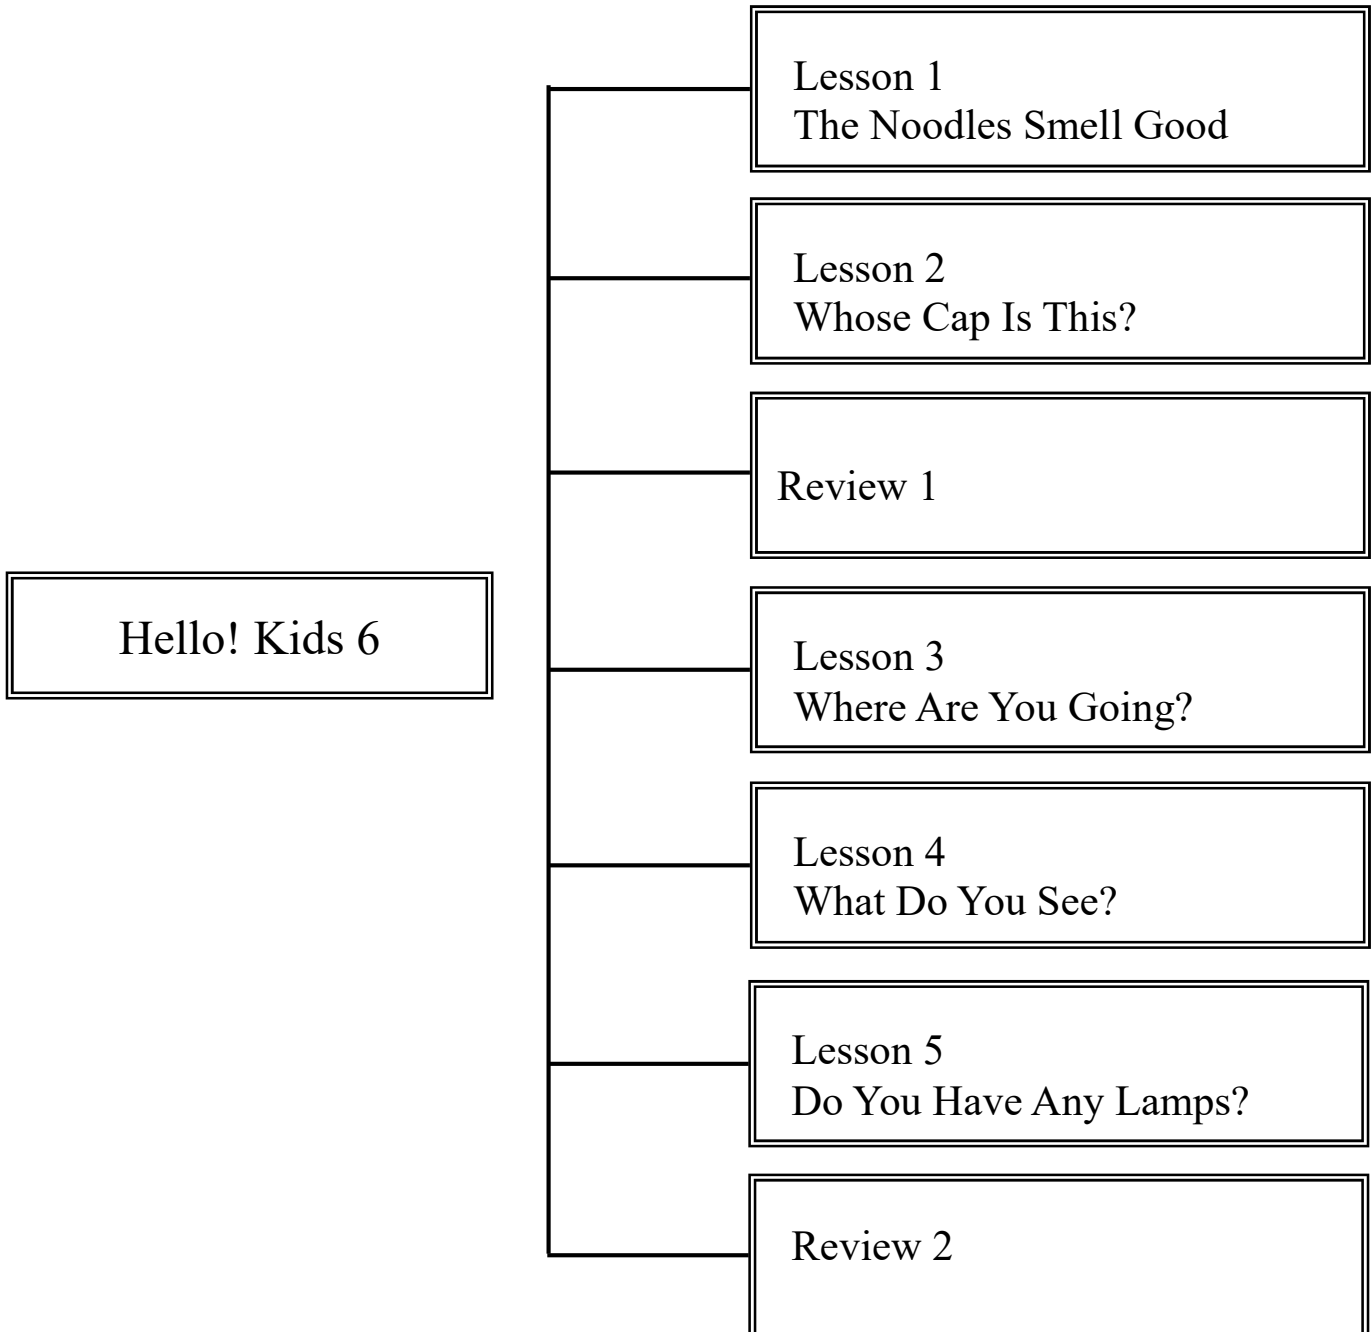 Hello! Kids 6
Lesson 1
The Noodles Smell Good
Lesson 2
Whose Cap Is This?
Review 1
Lesson 3
Where Are You Going?
Lesson 4
What Do You See?
Lesson 5
Do You Have Any Lamps?
Review 2